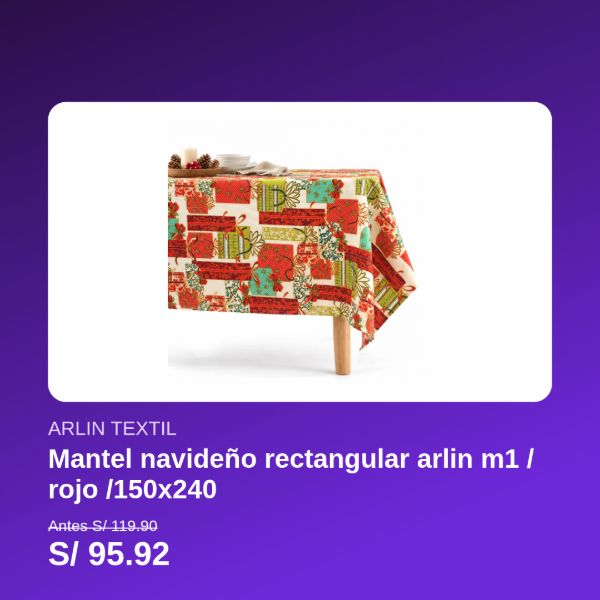 ARLIN TEXTIL
Mantel navideño rectangular arlin m1 /
rojo /150x240
Antes S/ 119.90
S/ 95.92